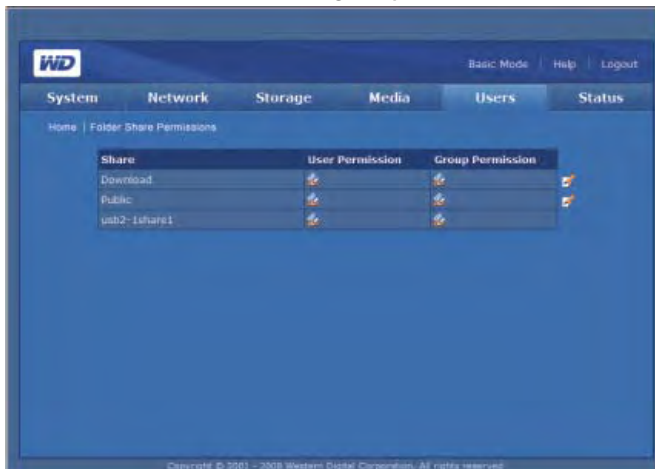 WD
Basic Mode | Help | Logout
System Network Storage Media Users Status
Home | Folder Share Permissions
Share User Permission Group Permission
Download
Public
usb2-1share1
Copyright © 2001 - 2008 Western Digital Corporation. All rights reserved